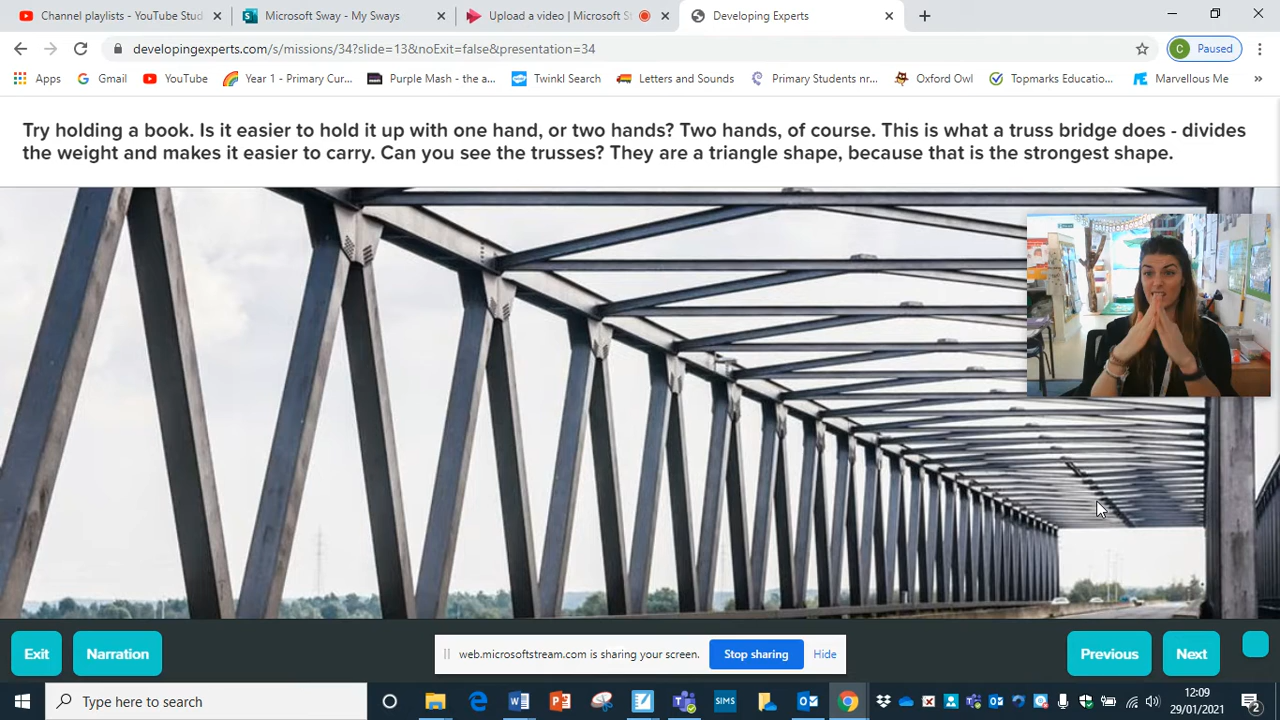 Channel playlists - YouTube Stud
Microsoft Sway - My Sways
Upload a video | Microsoft St
Developing Experts
developingexperts.com/s/missions/34?slide=13&noExit=false&presentation=34
C Paused
Apps
Gmail
YouTube
Year 1 - Primary Cur...
Purple Mash - the a...
Twinkl Search
Letters and Sounds
Primary Students nr...
Oxford Owl
Topmarks Educatio...
Marvellous Me
»
Try holding a book. Is it easier to hold it up with one hand, or two hands? Two hands, of course. This is what a truss bridge does - divides
the weight and makes it easier to carry. Can you see the trusses? They are a triangle shape, because that is the strongest shape.
Exit
Narration
web.microsoftstream.com is sharing your screen.
Stop sharing
Hide
Previous
Next
Type here to search
SIMS
12:09
29/01/2021
2